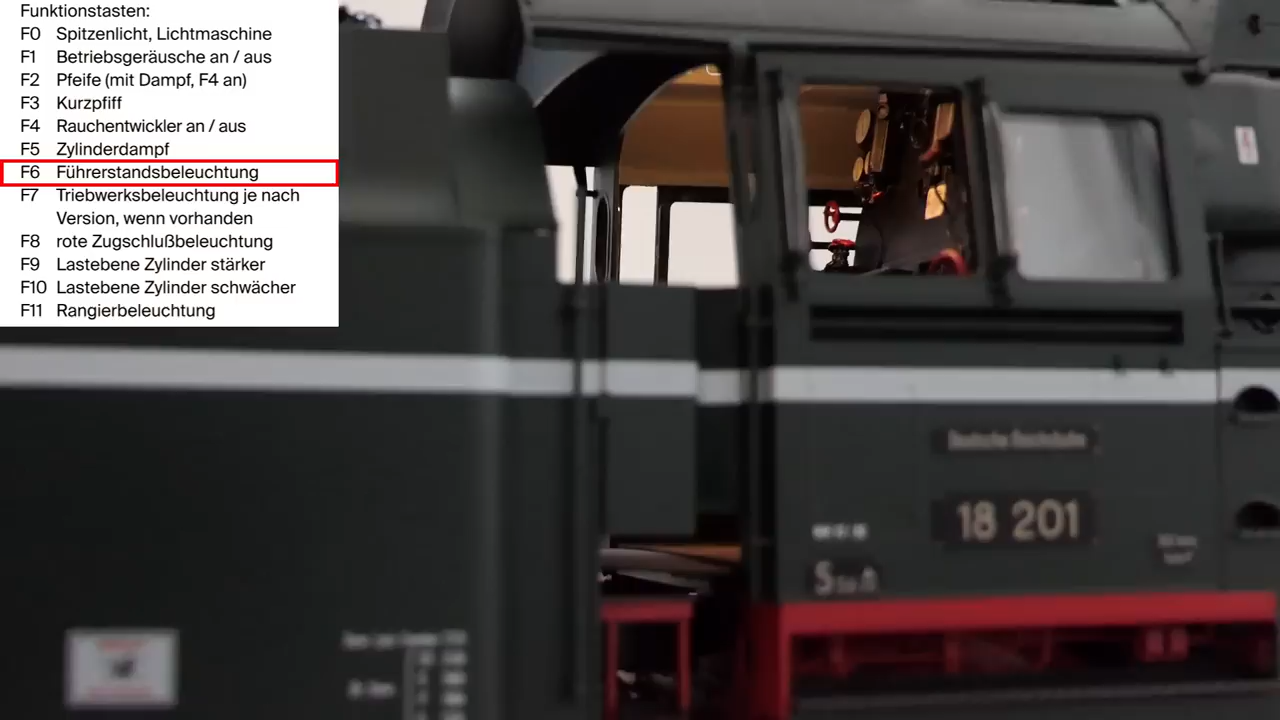 Funktionstasten:
F0 Spitzenlicht, Lichtmaschine
F1 Betriebsgeräusche an / aus
F2 Pfeife (mit Dampf, F4 an)
F3 Kurzpfiff
F4 Rauchentwickler an / aus
F5 Zylinderdampf
F6 Führerstandsbeleuchtung
F7 Triebwerksbeleuchtung je nach
Version, wenn vorhanden
F8 rote Zugschlußbeleuchtung
F9 Lastebene Zylinder stärker
F10 Lastebene Zylinder schwächer
F11 Rangierbeleuchtung
Deutsche Reichsbahn
18 201